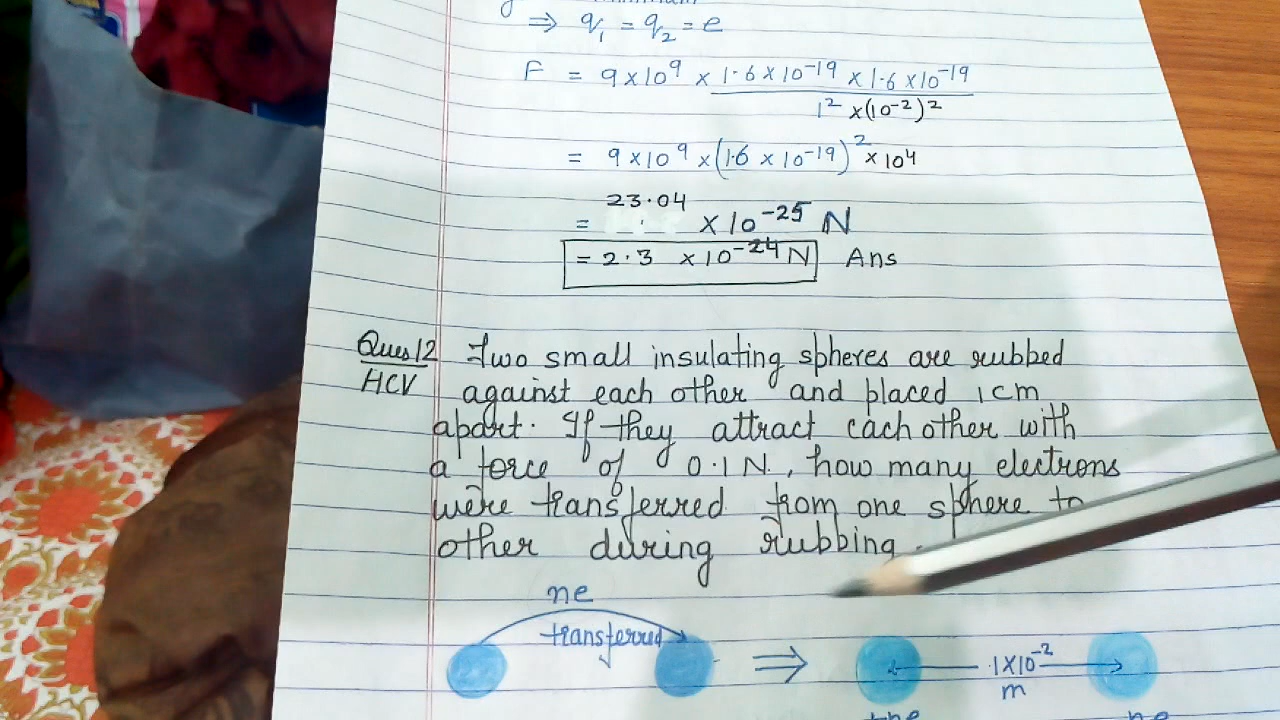 ⇒ q₁ = q₂ = e
F = 9×10⁹ × 1.6×10⁻¹⁹ × 1.6×10⁻¹⁹
1² ×(10⁻²)²
= 9×10⁹ ×(1.6 × 10⁻¹⁹)² × 10⁴
23.04
= × 10⁻²⁵ N
= 2.3 ×10⁻²⁴ N Ans
Ques 12 Two small insulating spheres are rubbed
HCV against each other and placed 1cm
apart. If they attract each other with
a force of 0.1 N, how many electrons
were transferred from one sphere to
other during rubbing.
ne
transferred
⇒ 1×10⁻²
m